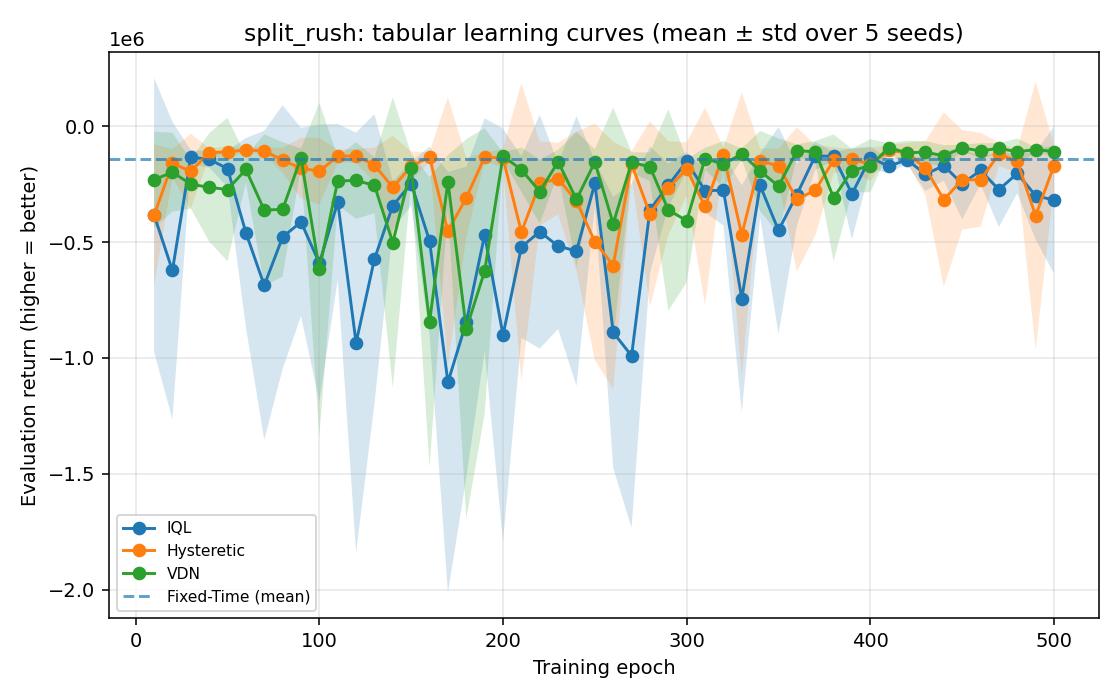 split_rush: tabular learning curves (mean ± std over 5 seeds)
1e6
0.0
−0.5
−1.0
−1.5
−2.0
Evaluation return (higher = better)
IQL
Hysteretic
VDN
Fixed-Time (mean)
0 100 200 300 400 500
Training epoch